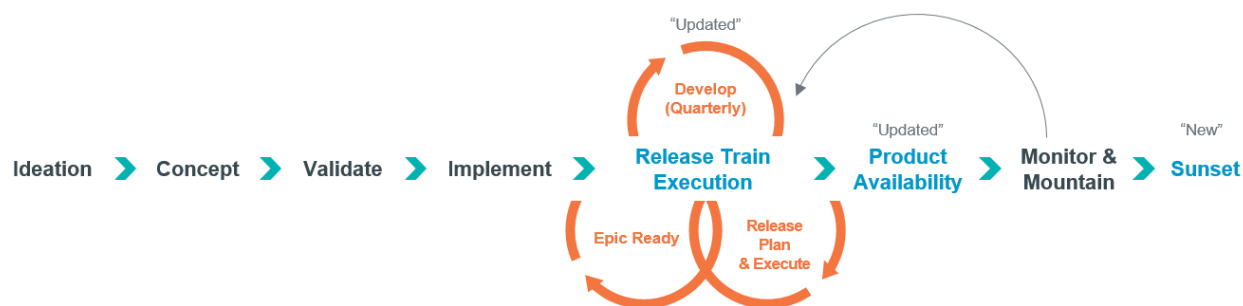 “Updated”
Develop
(Quarterly)
“Updated”
“New”
Ideation
Concept
Validate
Implement
Release Train
Execution
Product
Availability
Monitor &
Mountain
Sunset
Epic Ready
Release
Plan
& Execute